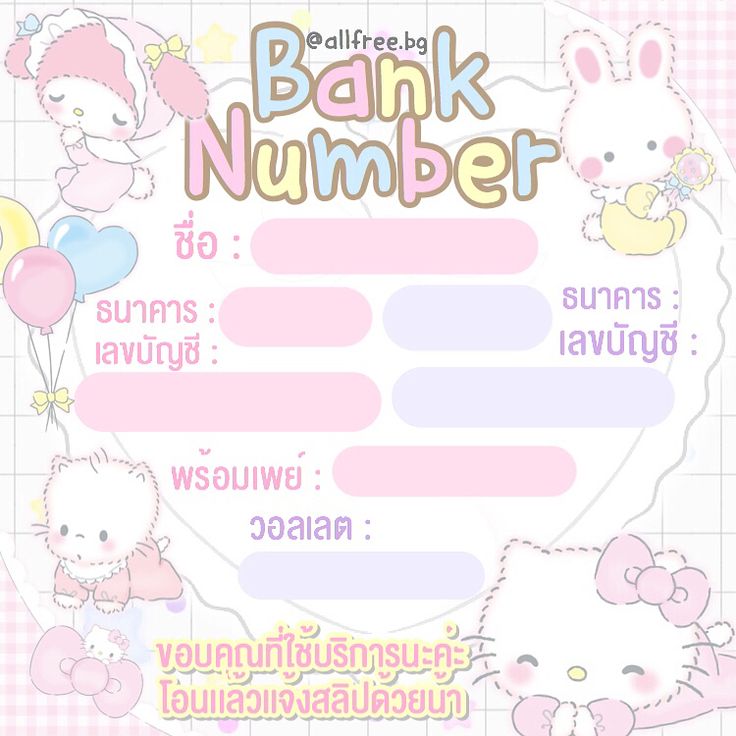 @allfree.bg
Bank
Number
ชื่อ :
ธนาคาร :
เลขบัญชี :
ธนาคาร :
เลขบัญชี :
พร้อมเพย์ :
วอลเลต :
ขอบคุณที่ใช้บริการนะค่ะ
โอนแล้วแจ้งสลิปด้วยน้า